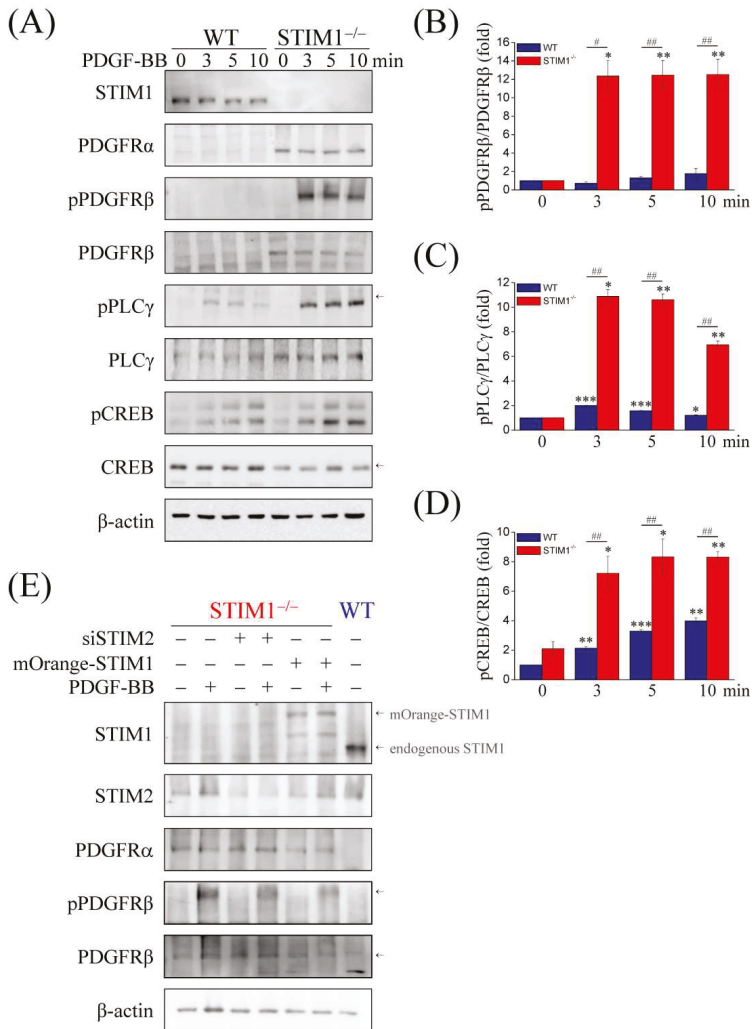 (A)
WT STIM1−/−
PDGF-BB 0 3 5 10 0 3 5 10 min
STIM1
PDGFRα
pPDGFRβ
PDGFRβ
pPLCγ ←
PLCγ
pCREB
CREB ←
β-actin
(B)
pPDGFRβ/PDGFRβ (fold)
16
14
12
10
8
6
4
2
0
WT
STIM1-/-
# * ## ** ## **
0 3 5 10 min
(C)
pPLCγ/PLCγ (fold)
12
10
8
6
4
2
0
WT
STIM1-/-
## * ## ** ## **
*** *** *
0 3 5 10 min
(D)
pCREB/CREB (fold)
10
8
6
4
2
0
WT
STIM1-/-
## * ## * ## **
** *** **
0 3 5 10 min
(E)
STIM1−/− WT
siSTIM2 − − + + − − −
mOrange-STIM1 − − − − + + −
PDGF-BB − + − + − + −
STIM1
← mOrange-STIM1
← endogenous STIM1
STIM2
PDGFRα
pPDGFRβ ←
PDGFRβ ←
β-actin